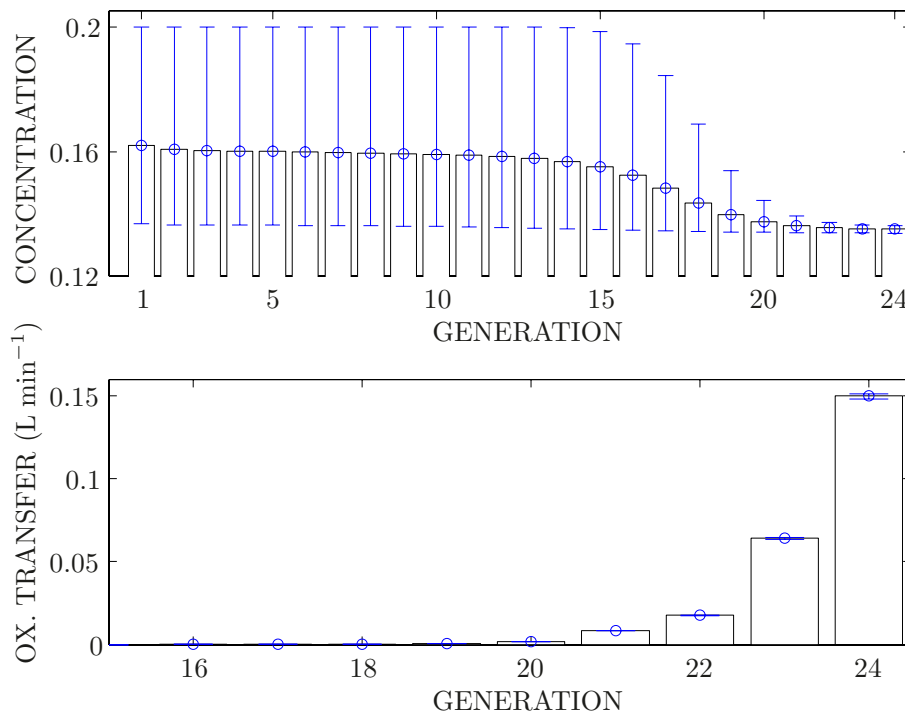 CONCENTRATION
0.2
0.16
0.12
1 5 10 15 20 24
GENERATION
OX. TRANSFER (L min⁻¹)
0.15
0.1
0.05
0
16 18 20 22 24
GENERATION